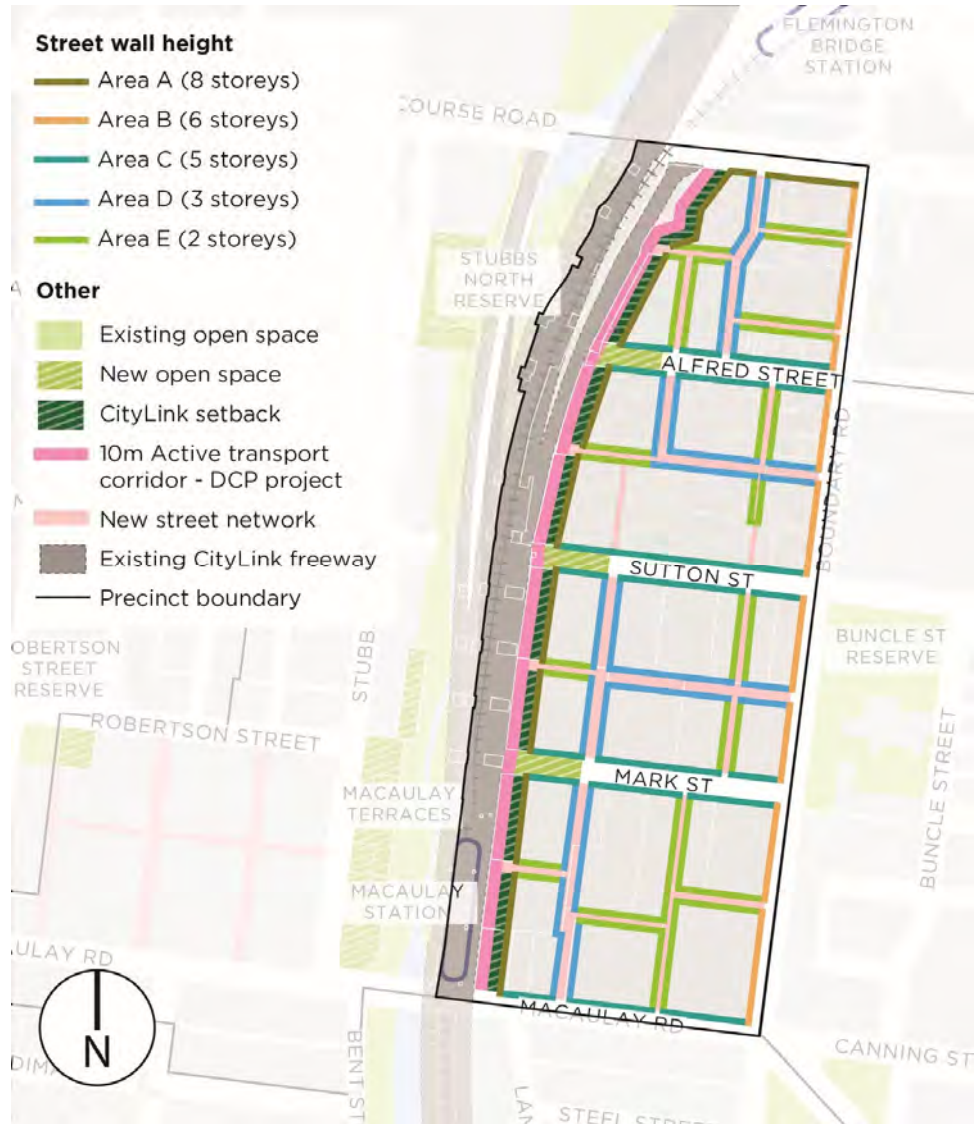 Street wall height
Area A (8 storeys)
Area B (6 storeys)
Area C (5 storeys)
Area D (3 storeys)
Area E (2 storeys)
Other
Existing open space
New open space
CityLink setback
10m Active transport
corridor - DCP project
New street network
Existing CityLink freeway
Precinct boundary
FLEMINGTON
BRIDGE
STATION
COURSE ROAD
STUBBS
NORTH
RESERVE
ALFRED STREET
BOUNDARY RD
SUTTON ST
BUNCLE ST
RESERVE
OBERTSON
STREET
RESERVE
STUBB
ROBERTSON STREET
MARK ST
BUNCLE STREET
MACAULAY
TERRACES
MACAULAY
STATION
AULAY RD
MACAULAY RD
N
BENT ST
CANNING ST
STEEL STREET